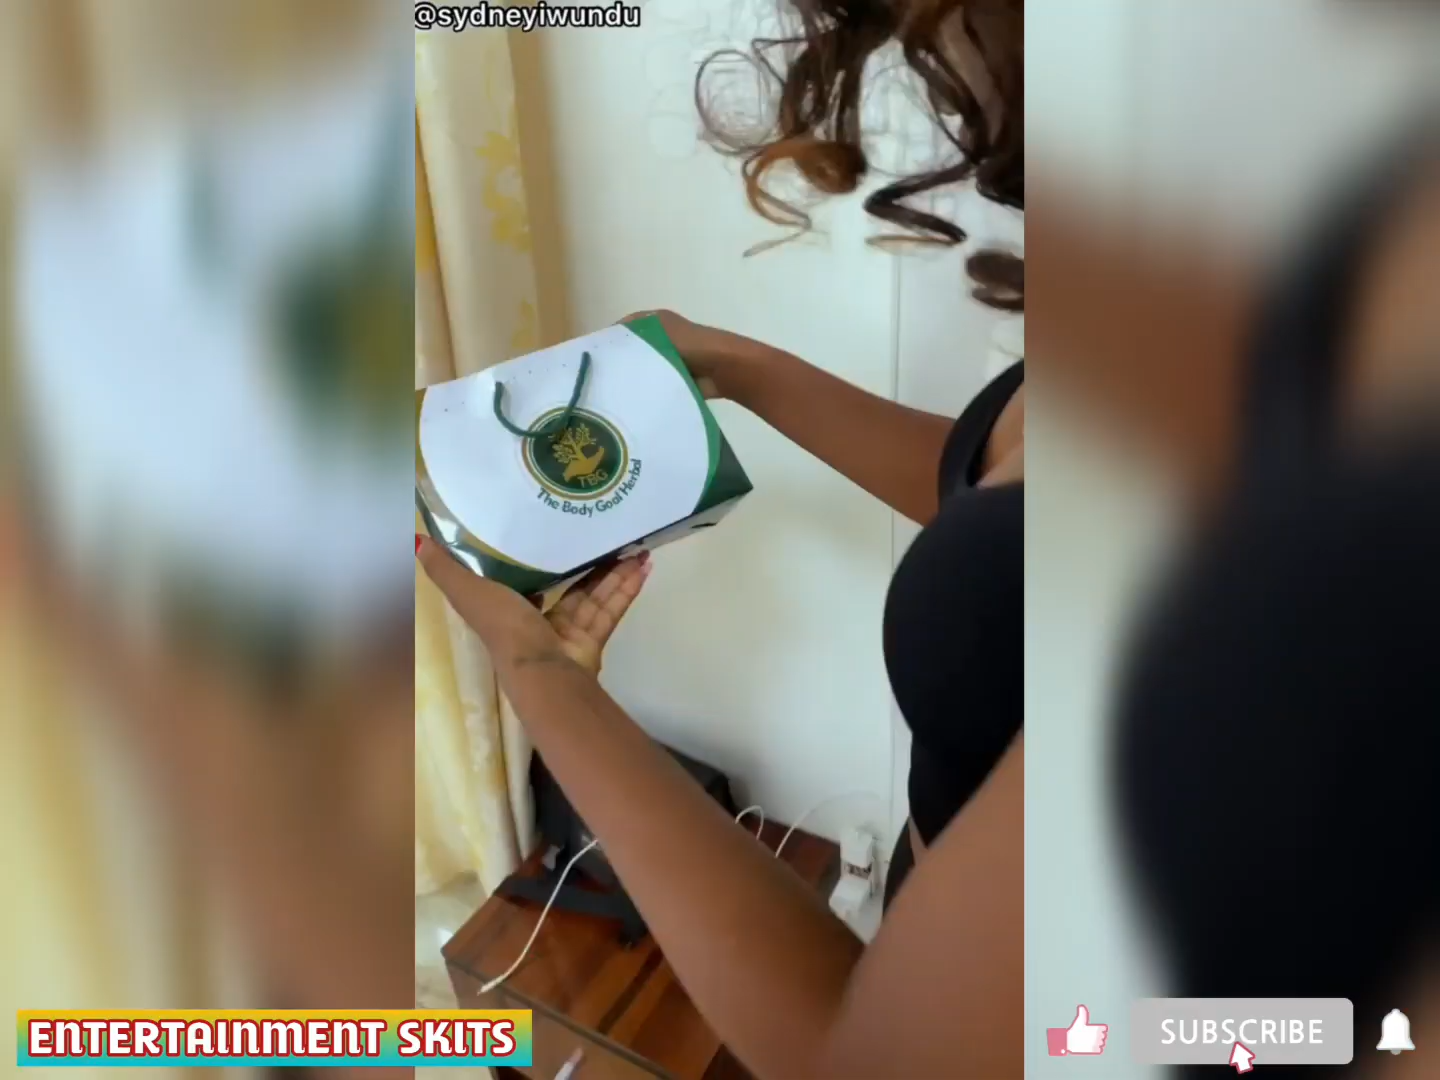 @sydneyiwundu
TBG
The Body Goal Herbal
ENTERTAINMENT SKITS
SUBSCRIBE